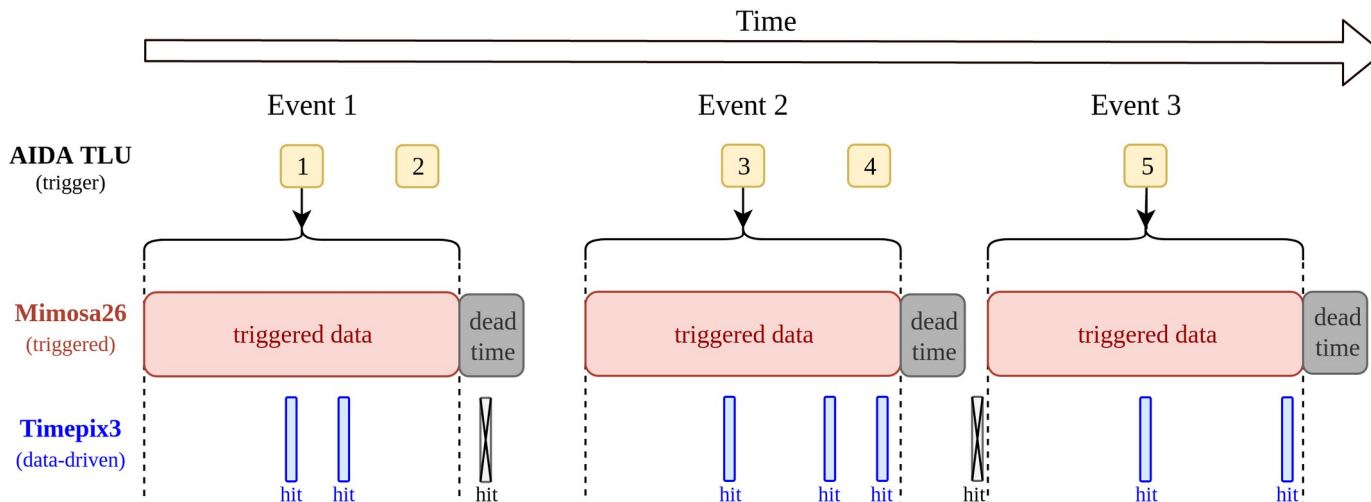 Time
Event 1 Event 2 Event 3
AIDA TLU
(trigger)
1 2 3 4 5
Mimosa26
(triggered)
triggered data
dead
time
triggered data
dead
time
triggered data
dead
time
Timepix3
(data-driven)
hit hit hit hit hit hit hit hit hit